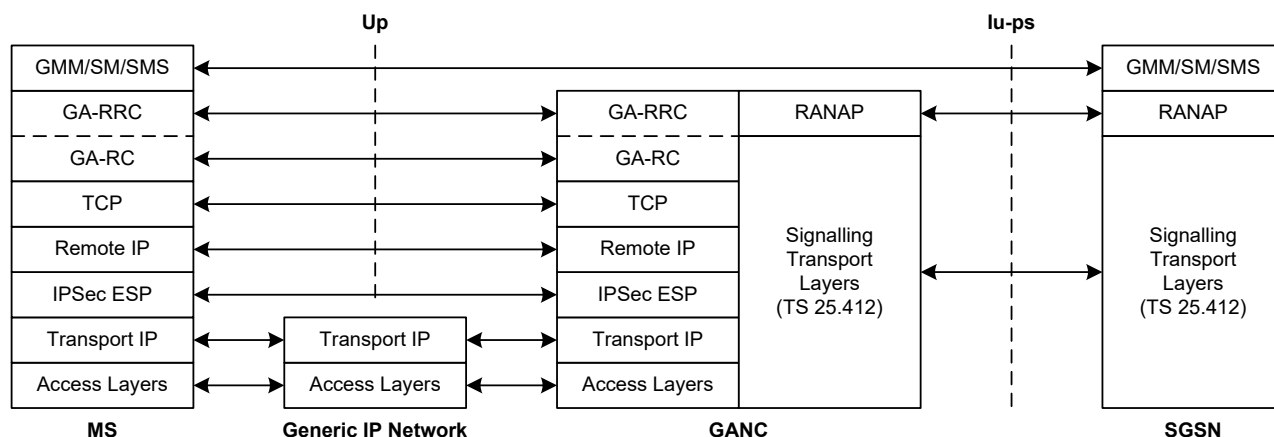 Up
Iu-ps
GMM/SM/SMS
GMM/SM/SMS
GA-RRC
GA-RRC
RANAP
RANAP
GA-RC
GA-RC
TCP
TCP
Remote IP
Remote IP
Signalling
Transport
Layers
(TS 25.412)
Signalling
Transport
Layers
(TS 25.412)
IPSec ESP
IPSec ESP
Transport IP
Transport IP
Transport IP
Access Layers
Access Layers
Access Layers
MS
Generic IP Network
GANC
SGSN